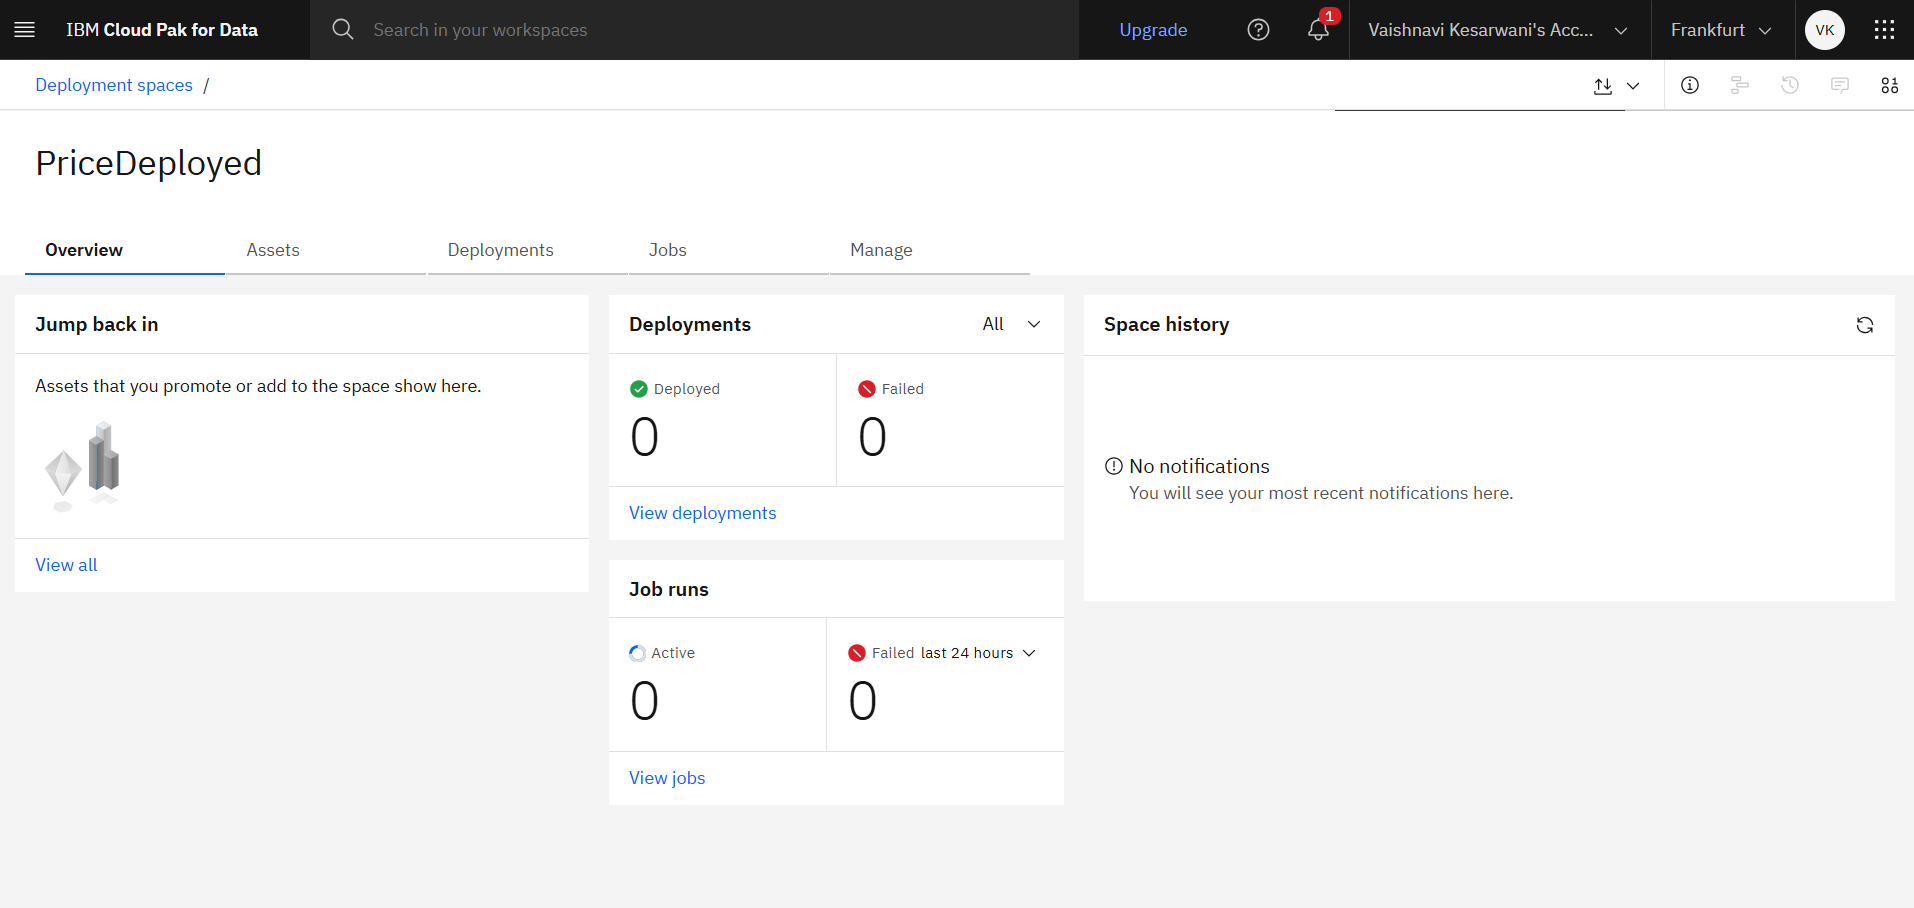 IBM Cloud Pak for Data
Search in your workspaces
Upgrade
1
Vaishnavi Kesarwani's Acc...
Frankfurt
VK
Deployment spaces /
PriceDeployed
Overview
Assets
Deployments
Jobs
Manage
Jump back in
Assets that you promote or add to the space show here.
View all
Deployments
All
Deployed
0
Failed
0
View deployments
Job runs
Active
0
Failed last 24 hours
0
View jobs
Space history
No notifications
You will see your most recent notifications here.